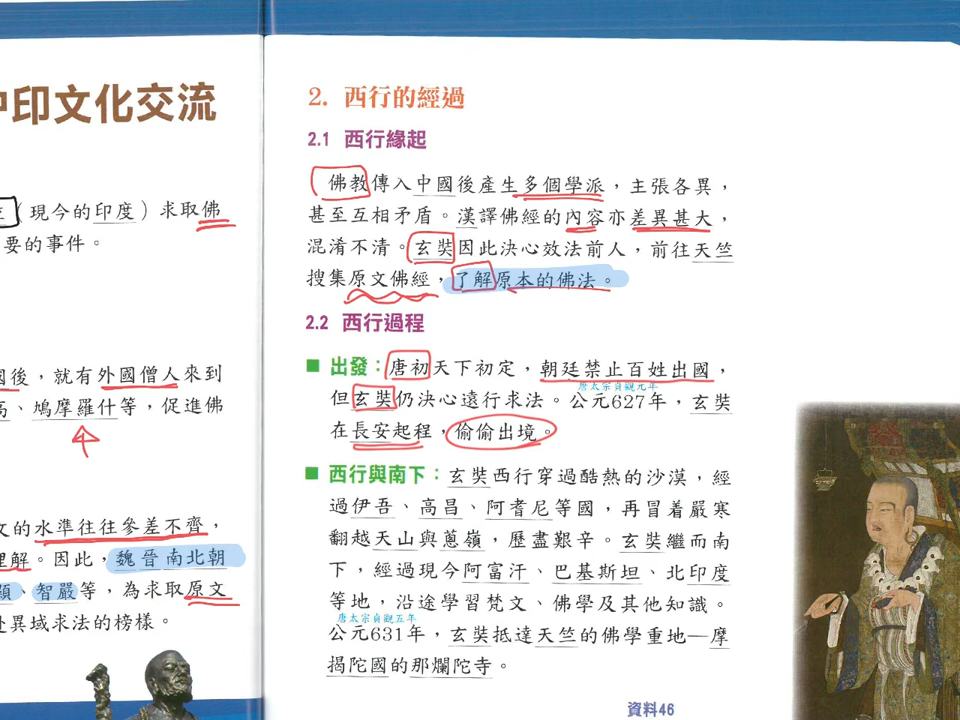 中印文化交流
（現今的印度）求取佛
要的事件。
國後，就有外國僧人來到
、鳩摩羅什等，促進佛
文的水準往往參差不齊，
理解。因此，魏晉南北朝
顯、智嚴等，為求取原文
赴異域求法的榜樣。
2. 西行的經過
2.1 西行緣起
佛教傳入中國後產生多個學派，主張各異，
甚至互相矛盾。漢譯佛經的內容亦差異甚大，
混淆不清。玄奘因此決心效法前人，前往天竺
搜集原文佛經，了解原本的佛法。
2.2 西行過程
■ 出發：唐初天下初定，朝廷禁止百姓出國，
唐太宗貞觀元年
但玄奘仍決心遠行求法。公元627年，玄奘
在長安起程，偷偷出境。
■ 西行與南下：玄奘西行穿過酷熱的沙漠，經
過伊吾、高昌、阿耆尼等國，再冒着嚴寒
翻越天山與蔥嶺，歷盡艱辛。玄奘繼而南
下，經過現今阿富汗、巴基斯坦、北印度
等地，沿途學習梵文、佛學及其他知識。
唐太宗貞觀五年
公元631年，玄奘抵達天竺的佛學重地—摩
揭陀國的那爛陀寺。
資料46